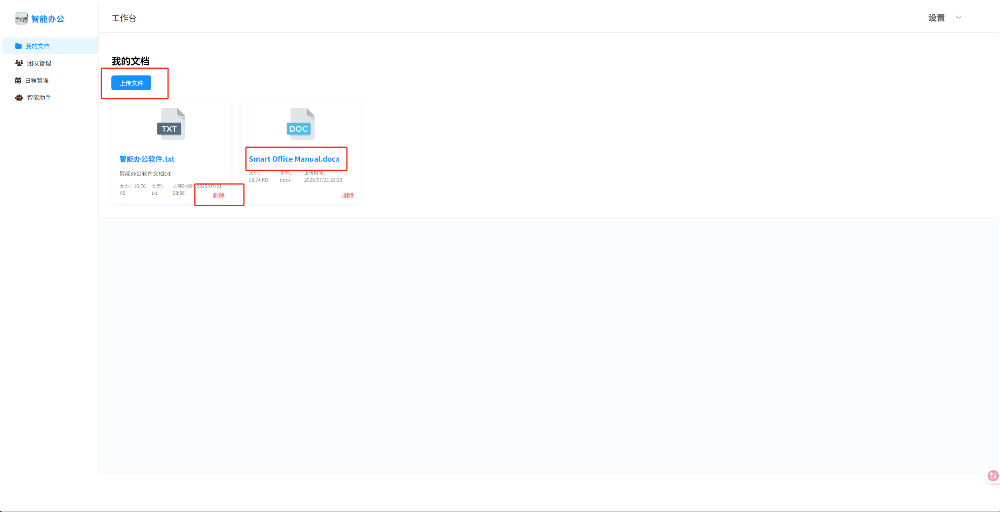 智能办公
工作台
设置
我的文档
团队管理
日程管理
智能助手
我的文档
上传文件
TXT
智能办公软件.txt
智能办公软件文档txt
大小：10.76 KB
类型：txt
上传时间：2025/07/21 08:56
删除
DOC
Smart Office Manual.docx
大小：18.74 KB
类型：docx
上传时间：2025/07/21 23:23
删除
中A